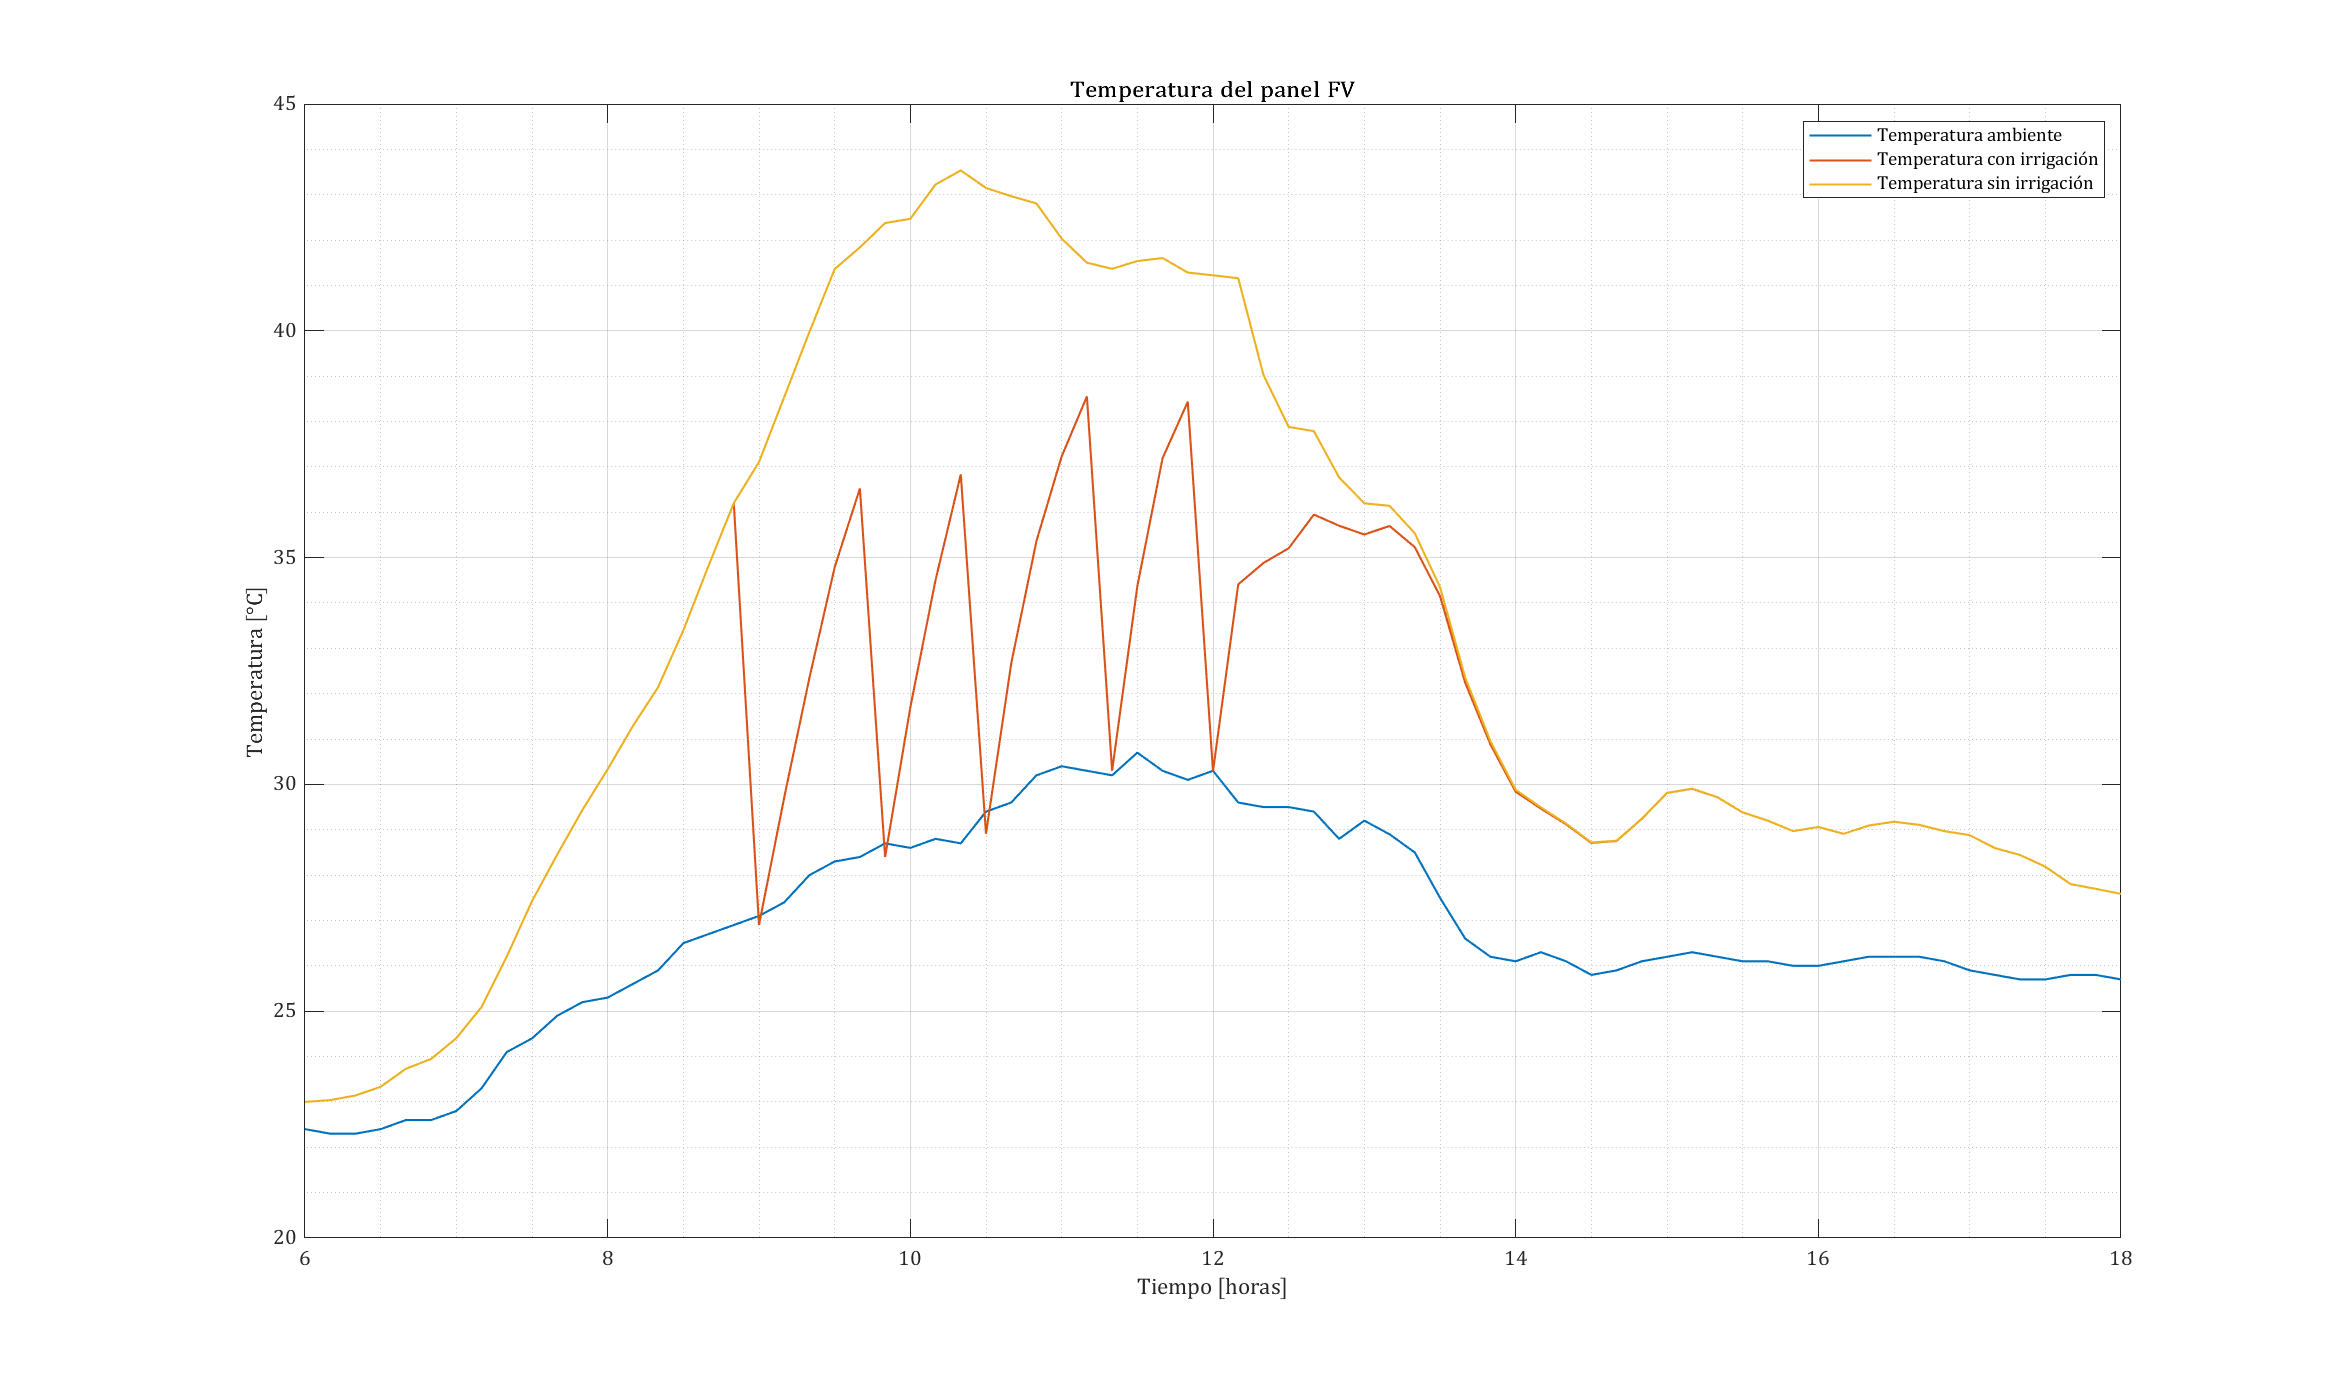 Temperatura del panel FV
Temperatura ambiente
Temperatura con irrigación
Temperatura sin irrigación
45
40
35
30
25
20
Temperatura [°C]
6 8 10 12 14 16 18
Tiempo [horas]